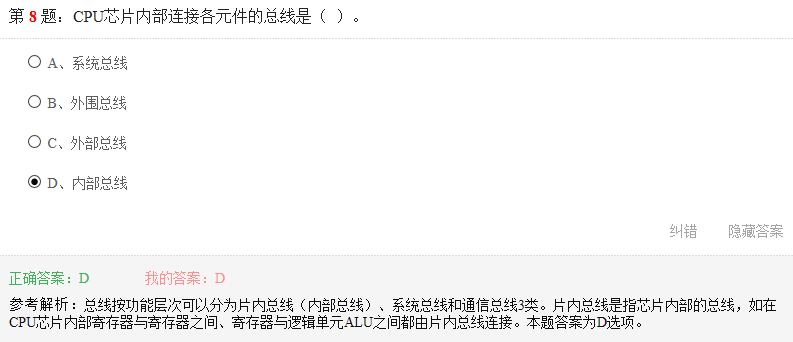 第 8 题：CPU芯片内部连接各元件的总线是（ ）。
A、系统总线
B、外围总线
C、外部总线
D、内部总线
纠错 隐藏答案
正确答案：D 我的答案：D
参考解析：总线按功能层次可以分为片内总线（内部总线）、系统总线和通信总线3类。片内总线是指芯片内部的总线，如在
CPU芯片内部寄存器与寄存器之间、寄存器与逻辑单元ALU之间都由片内总线连接。本题答案为D选项。